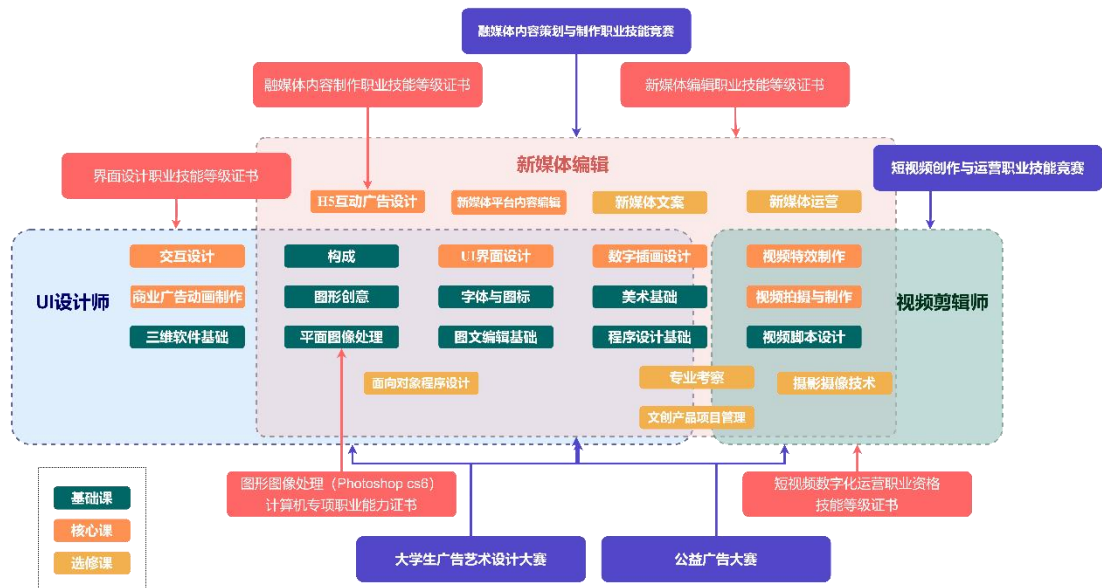 融媒体内容策划与制作职业技能竞赛
融媒体内容制作职业技能等级证书
新媒体编辑职业技能等级证书
界面设计职业技能等级证书
新媒体编辑
短视频创作与运营职业技能竞赛
H5互动广告设计
新媒体平台内容编辑
新媒体文案
新媒体运营
交互设计
构成
UI界面设计
数字插画设计
视频特效制作
UI设计师
商业广告动画制作
图形创意
字体与图标
美术基础
视频拍摄与制作
视频剪辑师
三维软件基础
平面图像处理
图文编辑基础
程序设计基础
视频脚本设计
面向对象程序设计
专业考察
摄影摄像技术
文创产品项目管理
基础课
核心课
选修课
图形图像处理（Photoshop cs6）
计算机专项职业能力证书
短视频数字化运营职业资格
技能等级证书
大学生广告艺术设计大赛
公益广告大赛